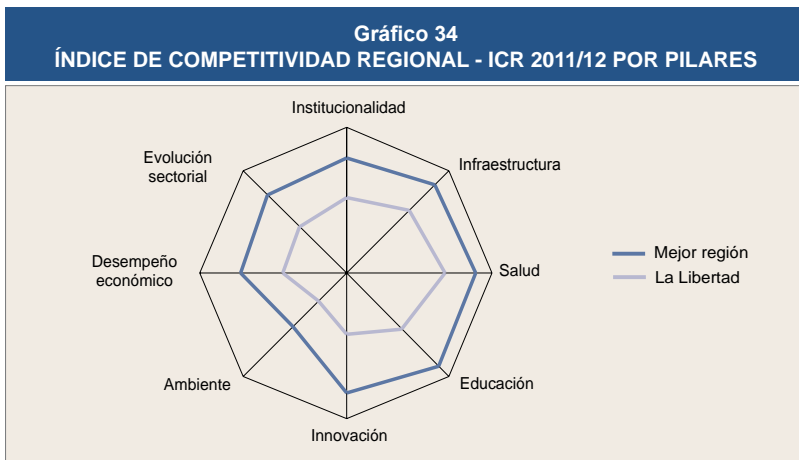 Gráfico 34
ÍNDICE DE COMPETITIVIDAD REGIONAL - ICR 2011/12 POR PILARES
Institucionalidad
Infraestructura
Salud
Educación
Innovación
Ambiente
Desempeño
económico
Evolución
sectorial
Mejor región
La Libertad